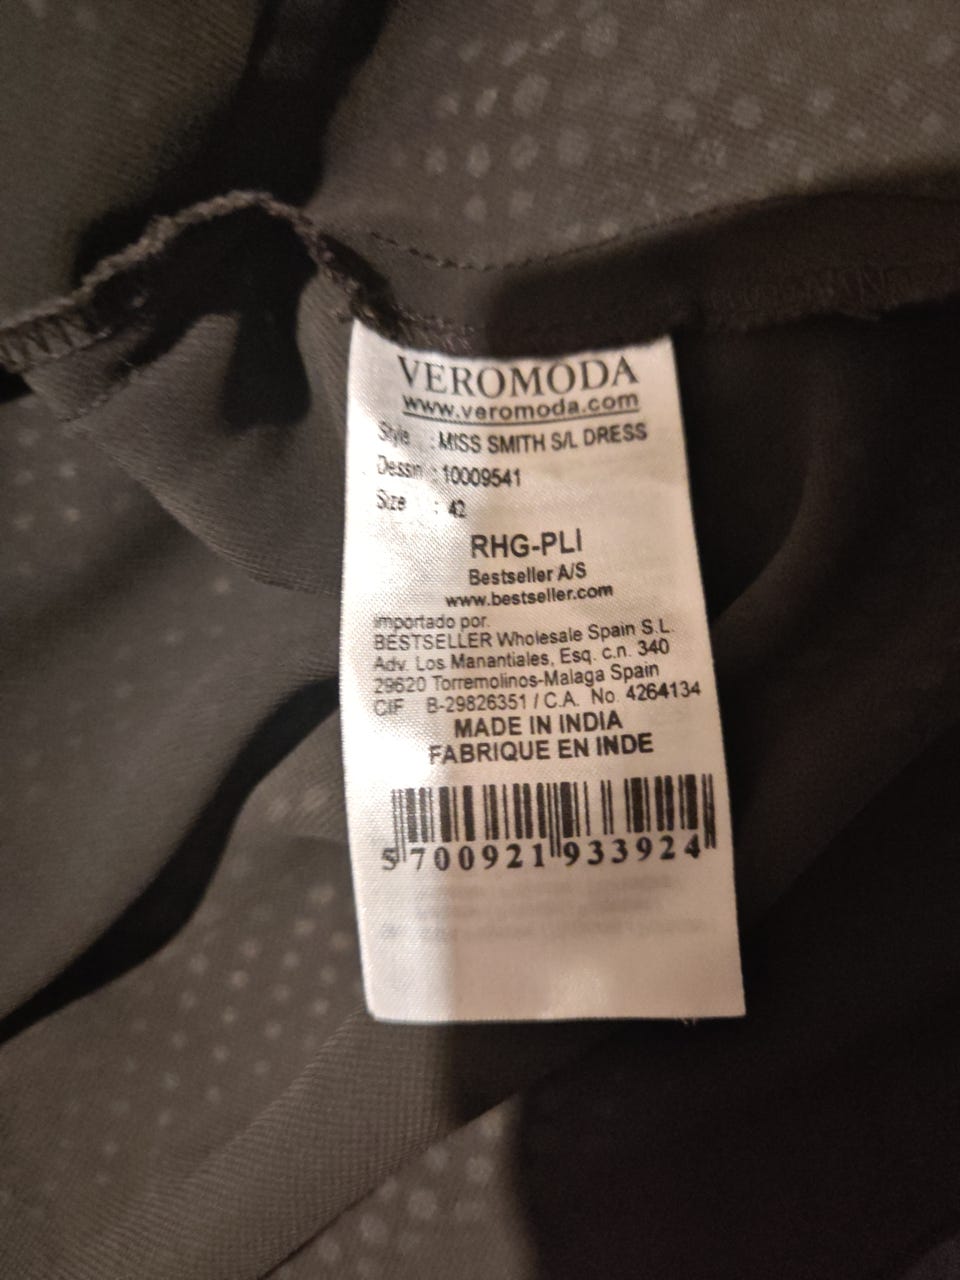 VEROMODA
www.veromoda.com
Style : MISS SMITH S/L DRESS
Dessin : 10009541
Size : 42
RHG-PLI
Bestseller A/S
www.bestseller.com
importado por.
BESTSELLER Wholesale Spain S.L.
Adv. Los Manantiales, Esq. c.n. 340
29620 Torremolinos-Malaga Spain
CIF B-29826351 / C.A. No. 4264134
MADE IN INDIA
FABRIQUE EN INDE
5 700921 933924